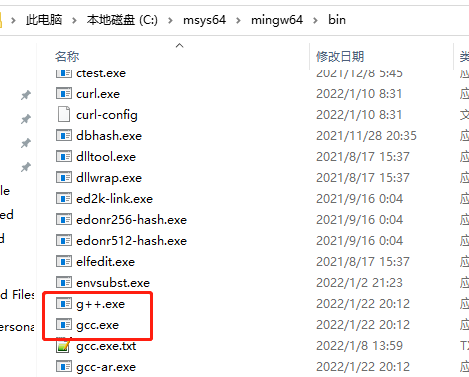 此电脑 > 本地磁盘 (C:) > msys64 > mingw64 > bin
名称 修改日期
ctest.exe 2021/12/8 5:45 应
curl.exe 2022/1/10 8:31 应
curl-config 2022/1/10 8:31 文
dbhash.exe 2021/11/28 20:35 应
dlltool.exe 2021/8/17 15:37 应
dllwrap.exe 2021/8/17 15:37 应
ed2k-link.exe 2021/9/16 0:04 应
edonr256-hash.exe 2021/9/16 0:04 应
le
edonr512-hash.exe 2021/9/16 0:04 应
ed
d
elfedit.exe 2021/8/17 15:37 应
envsubst.exe 2022/1/2 21:23 应
d Files
g++.exe 2022/1/22 20:12 应
ersona
gcc.exe 2022/1/22 20:12 应
gcc.exe.txt 2022/1/8 13:59 TX
gcc-ar.exe 2022/1/22 20:12 应